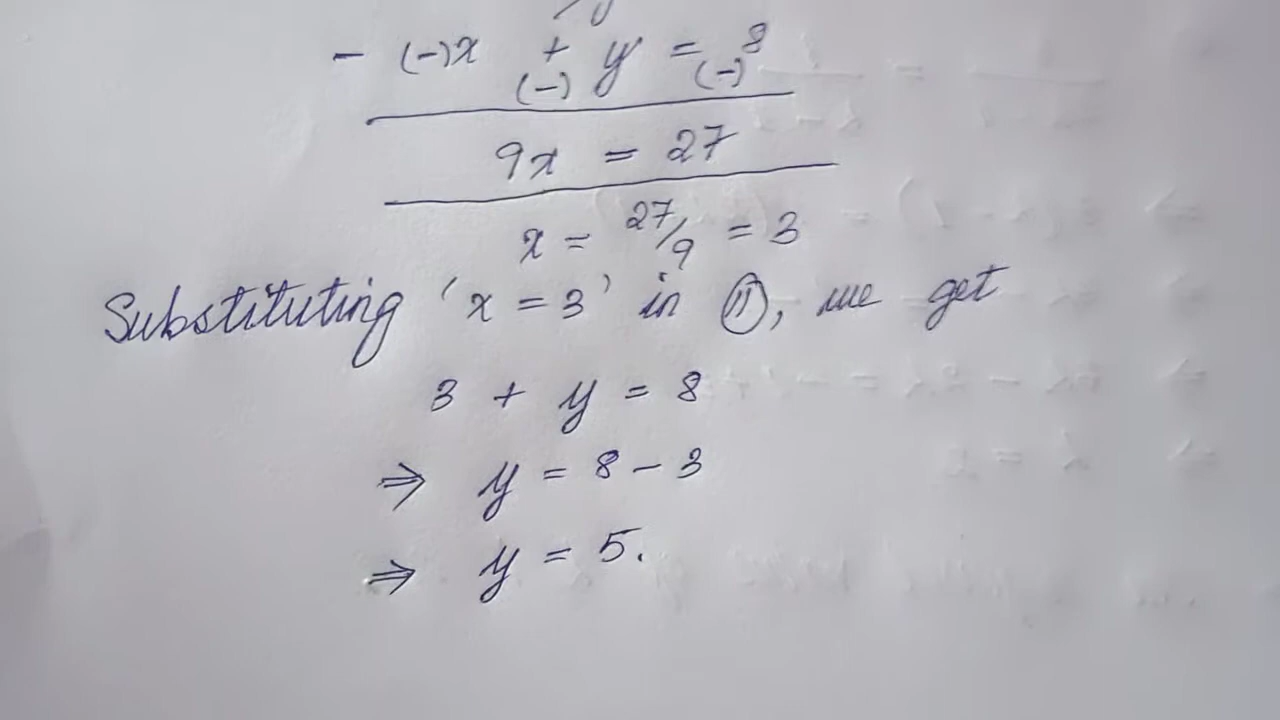 - (-)x + y = 8
(-) (-)
9x = 27
x = 27/9 = 3
Substituting 'x = 3' in (II), we get
3 + y = 8
⇒ y = 8 - 3
⇒ y = 5.